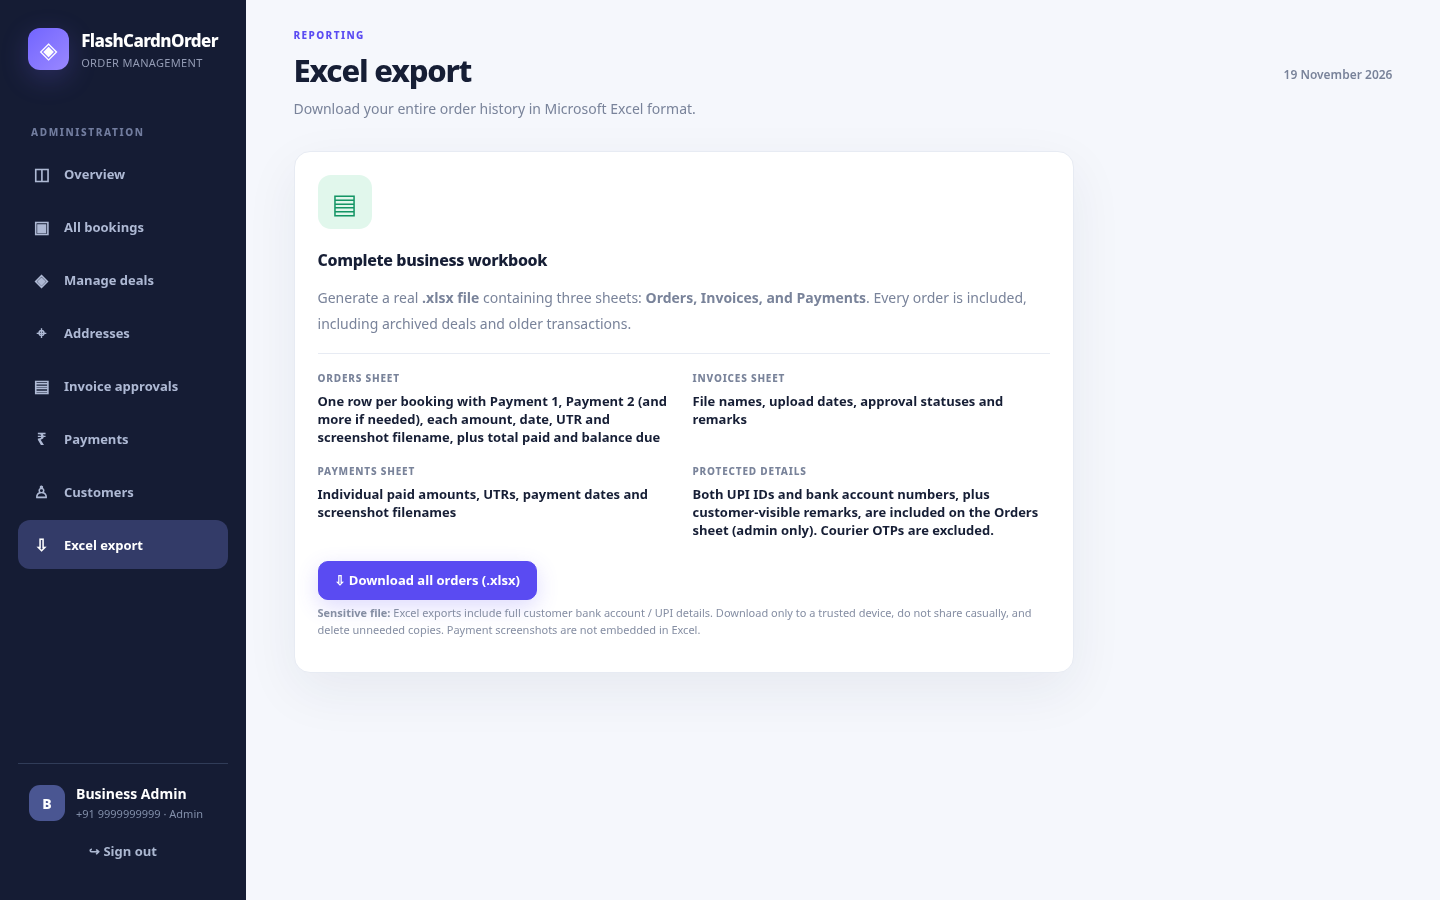 FlashCardnOrder
ORDER MANAGEMENT
ADMINISTRATION
Overview
All bookings
Manage deals
Addresses
Invoice approvals
₹ Payments
Customers
⇩ Excel export
B
Business Admin
+91 9999999999 · Admin
↪ Sign out
REPORTING
Excel export
19 November 2026
Download your entire order history in Microsoft Excel format.
Complete business workbook
Generate a real .xlsx file containing three sheets: Orders, Invoices, and Payments. Every order is included,
including archived deals and older transactions.
ORDERS SHEET
One row per booking with Payment 1, Payment 2 (and
more if needed), each amount, date, UTR and
screenshot filename, plus total paid and balance due
INVOICES SHEET
File names, upload dates, approval statuses and
remarks
PAYMENTS SHEET
Individual paid amounts, UTRs, payment dates and
screenshot filenames
PROTECTED DETAILS
Both UPI IDs and bank account numbers, plus
customer-visible remarks, are included on the Orders
sheet (admin only). Courier OTPs are excluded.
⇩ Download all orders (.xlsx)
Sensitive file: Excel exports include full customer bank account / UPI details. Download only to a trusted device, do not share casually, and
delete unneeded copies. Payment screenshots are not embedded in Excel.